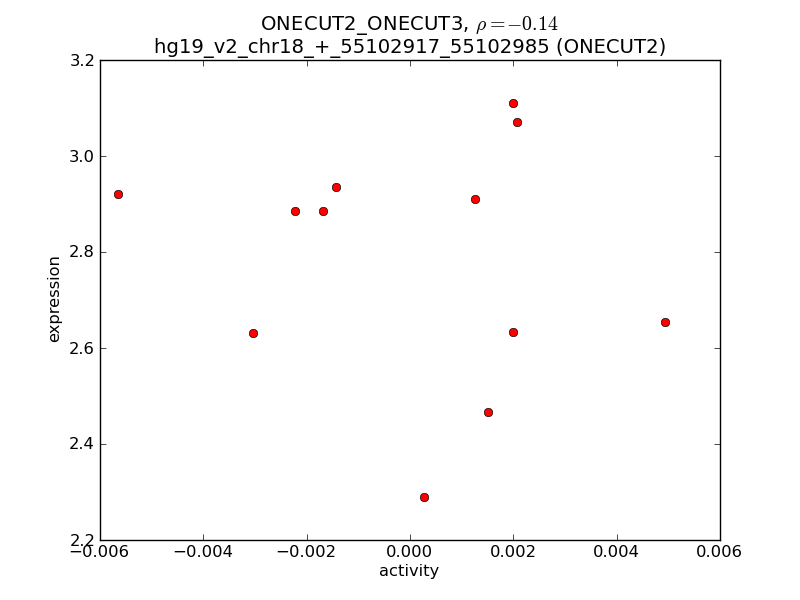 ONECUT2_ONECUT3, ρ=−0.14
hg19_v2_chr18_+_55102917_55102985 (ONECUT2)
3.2
3.0
2.8
2.6
2.4
2.2
expression
−0.006 −0.004 −0.002 0.000 0.002 0.004 0.006
activity